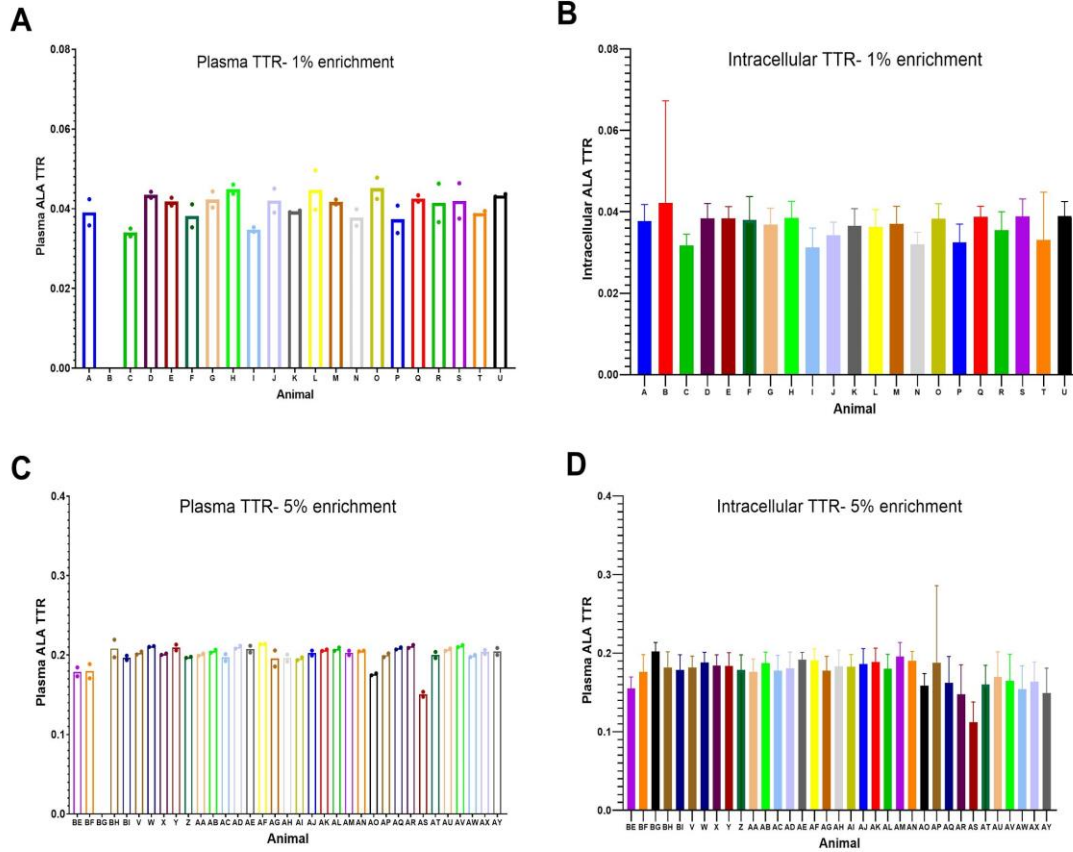 A
Plasma TTR- 1% enrichment
Plasma ALA TTR
0.08
0.06
0.04
0.02
0.00
A B C D E F G H I J K L M N O P Q R S T U
Animal
B
Intracellular TTR- 1% enrichment
Intracellular ALA TTR
0.08
0.06
0.04
0.02
0.00
A B C D E F G H I J K L M N O P Q R S T U
Animal
C
Plasma TTR- 5% enrichment
Plasma ALA TTR
0.4
0.3
0.2
0.1
0.0
BE BF BG BH BI V W X Y Z AA AB AC AD AE AF AG AH AI AJ AK AL AM AN AO AP AQ AR AS AT AU AV AW AX AY
Animal
D
Intracellular TTR- 5% enrichment
Plasma ALA TTR
0.4
0.3
0.2
0.1
0.0
BE BF BG BH BI V W X Y Z AA AB AC AD AE AF AG AH AI AJ AK AL AM AN AO AP AQ AR AS AT AU AV AW AX AY
Animal